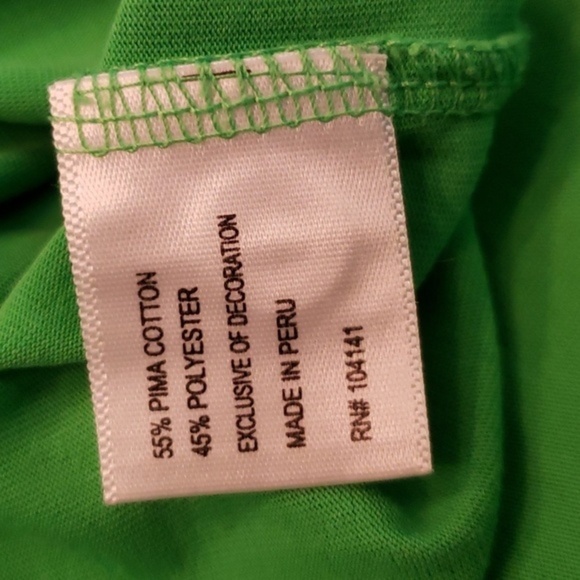 55% PIMA COTTON
45% POLYESTER
EXCLUSIVE OF DECORATION
MADE IN PERU
RN# 104141